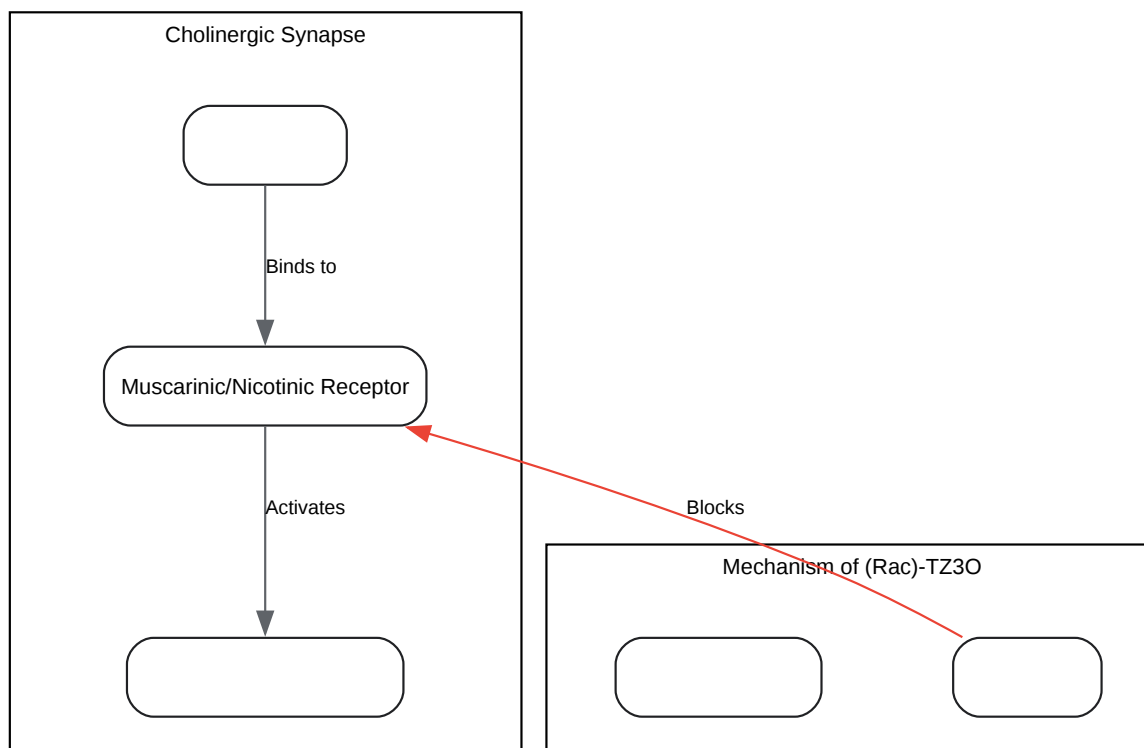 Cholinergic Synapse
Binds to
Muscarinic/Nicotinic Receptor
Activates
Blocks
Mechanism of (Rac)-TZ3O